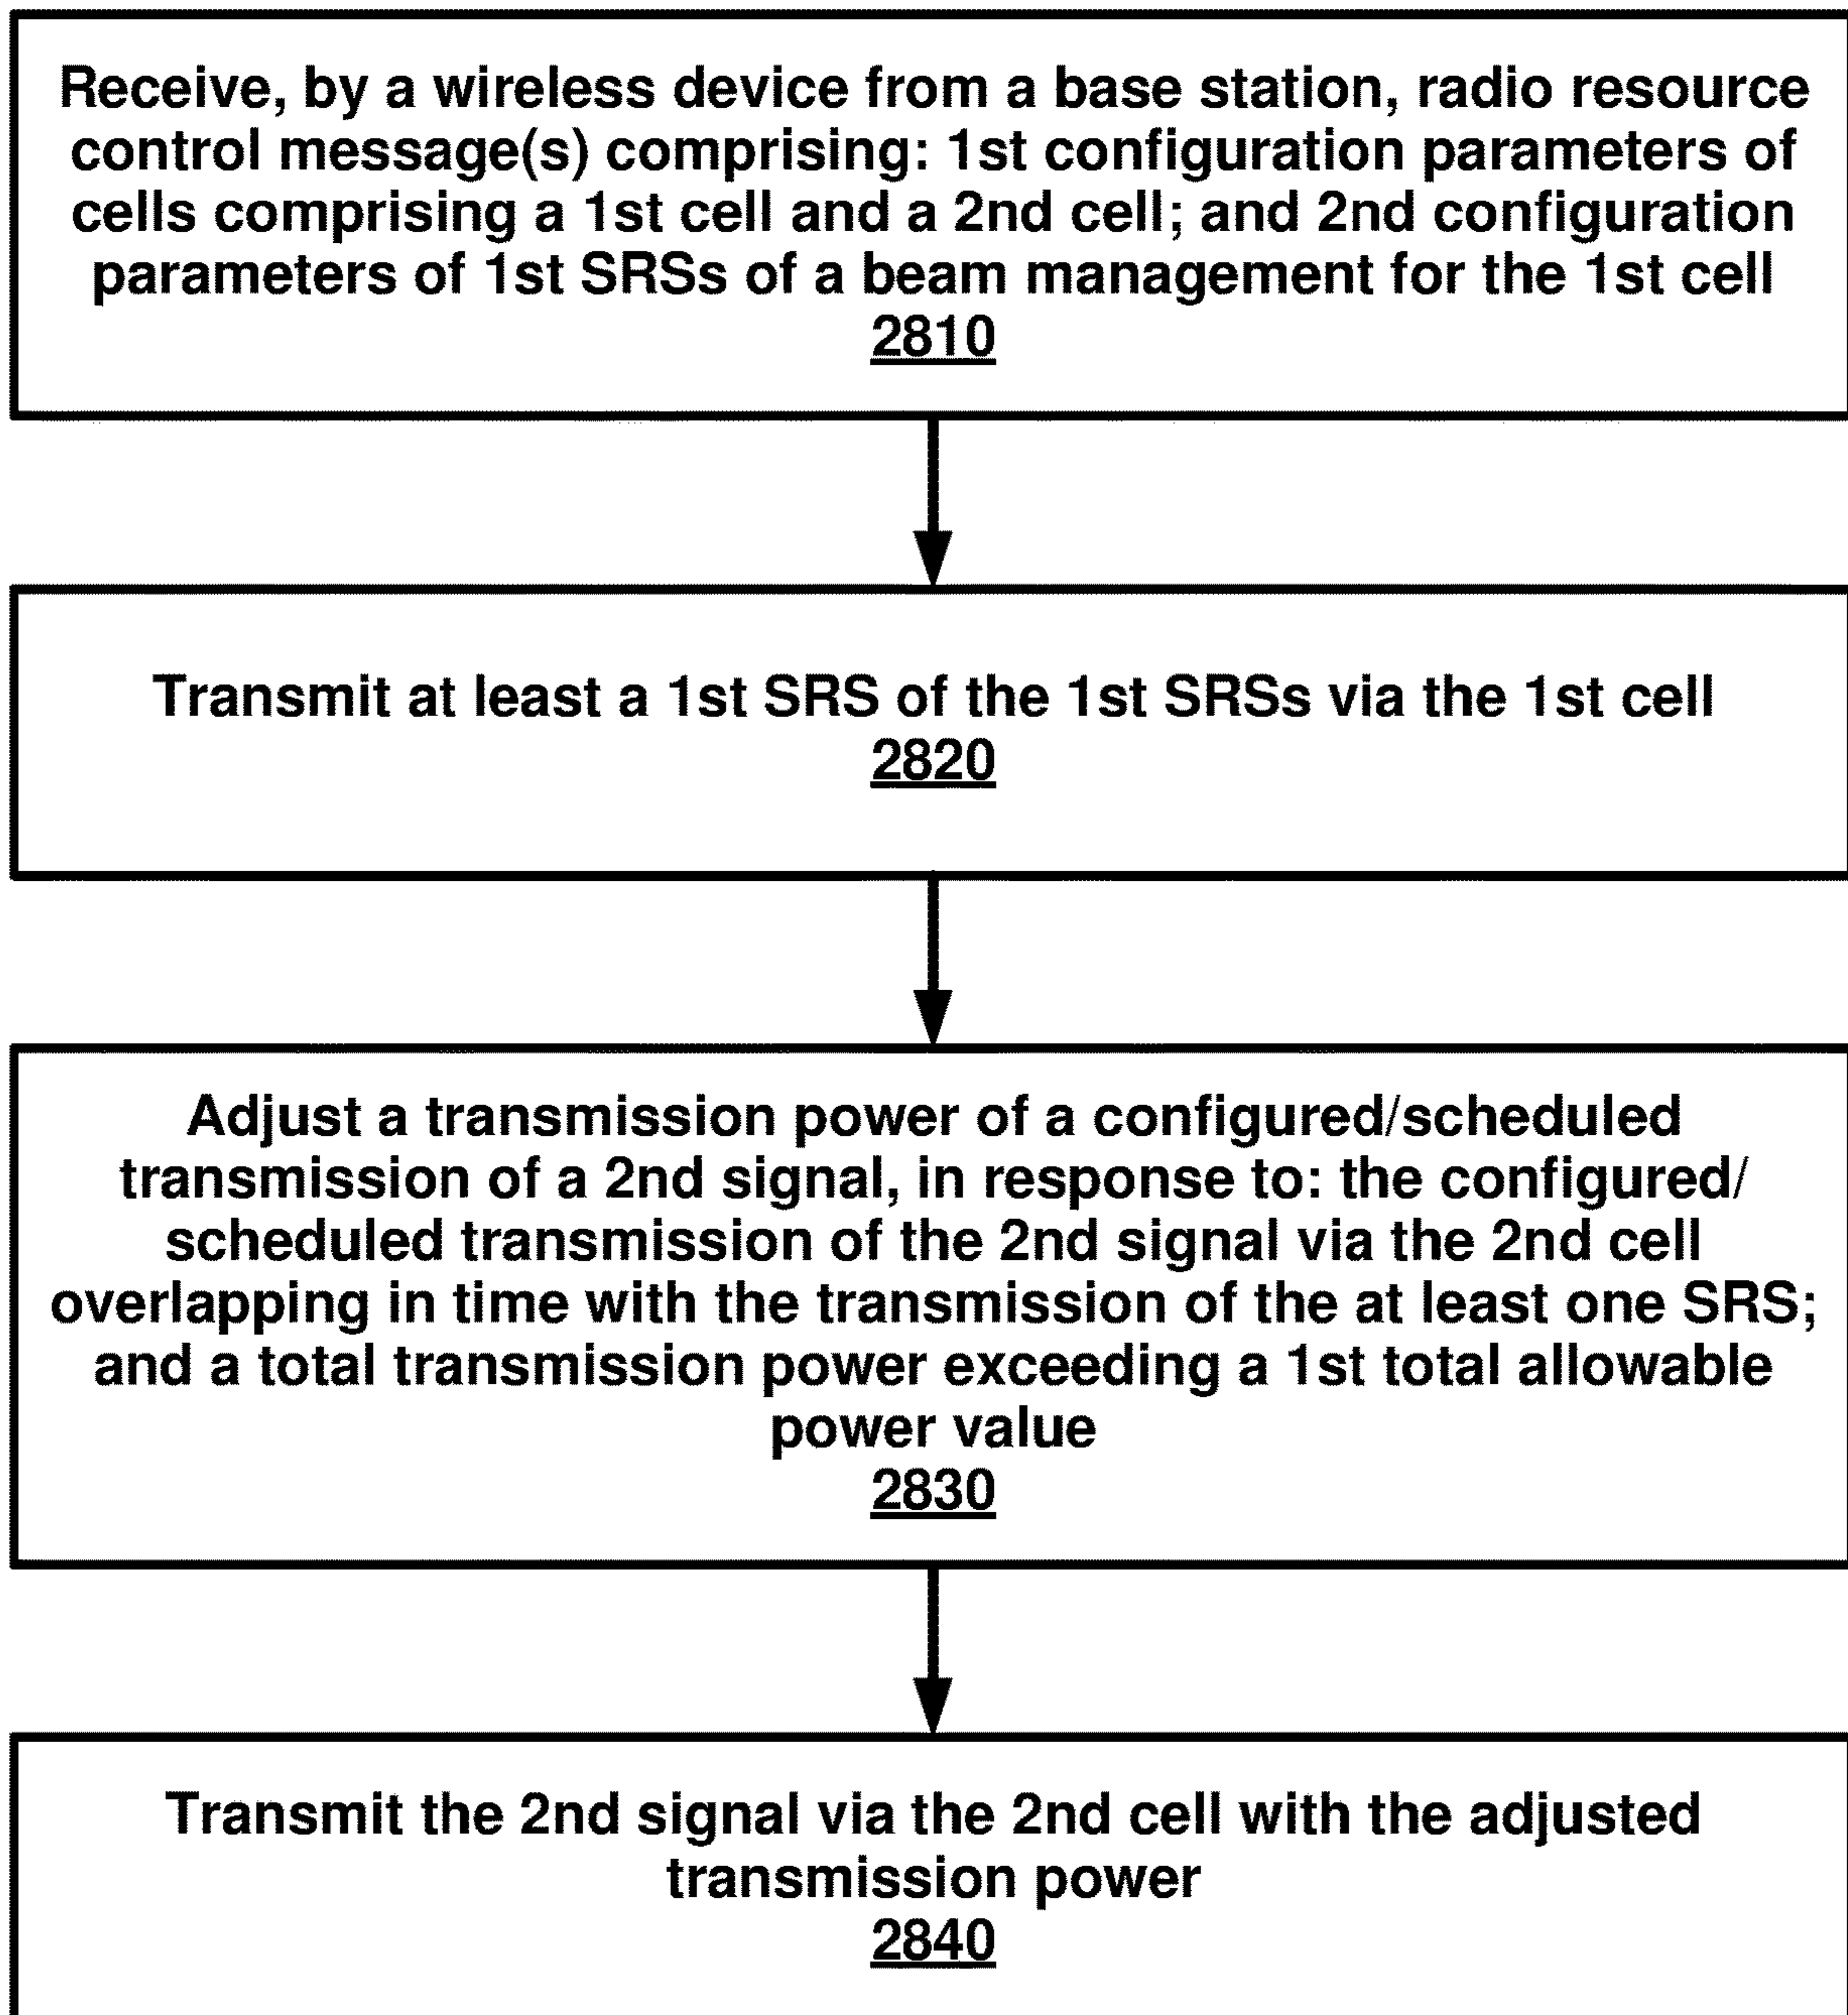 Receive, by a wireless device from a base station, radio resource
control message(s) comprising: 1st configuration parameters of
cells comprising a 1st cell and a 2nd cell; and 2nd configuration
parameters of 1st SRSs of a beam management for the 1st cell
2810
Transmit at least a 1st SRS of the 1st SRSs via the 1st cell
2820
Adjust a transmission power of a configured/scheduled
transmission of a 2nd signal, in response to: the configured/
scheduled transmission of the 2nd signal via the 2nd cell
overlapping in time with the transmission of the at least one SRS;
and a total transmission power exceeding a 1st total allowable
power value
2830
Transmit the 2nd signal via the 2nd cell with the adjusted
transmission power
2840